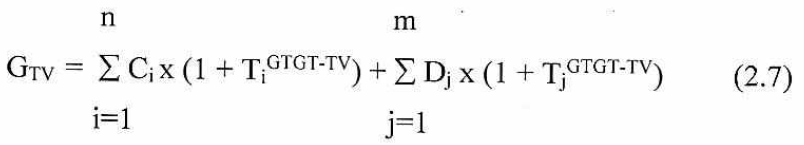 n m
G_TV = ∑ C_i x (1 + T_i^GTGT-TV) + ∑ D_j x (1 + T_j^GTGT-TV) (2.7)
i=1 j=1